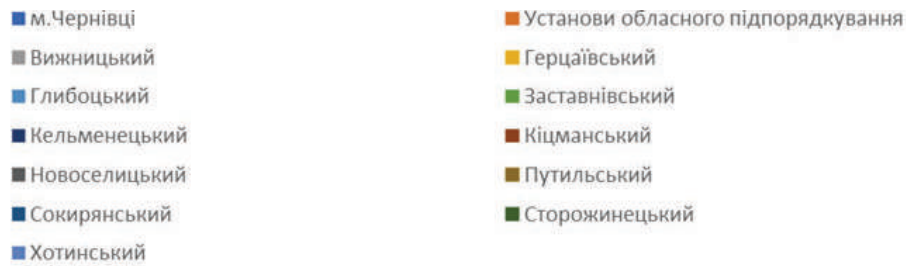 м.Чернівці
Установи обласного підпорядкування
Вижницький
Герцаївський
Глибоцький
Заставнівський
Кельменецький
Кіцманський
Новоселицький
Путильський
Сокирянський
Сторожинецький
Хотинський